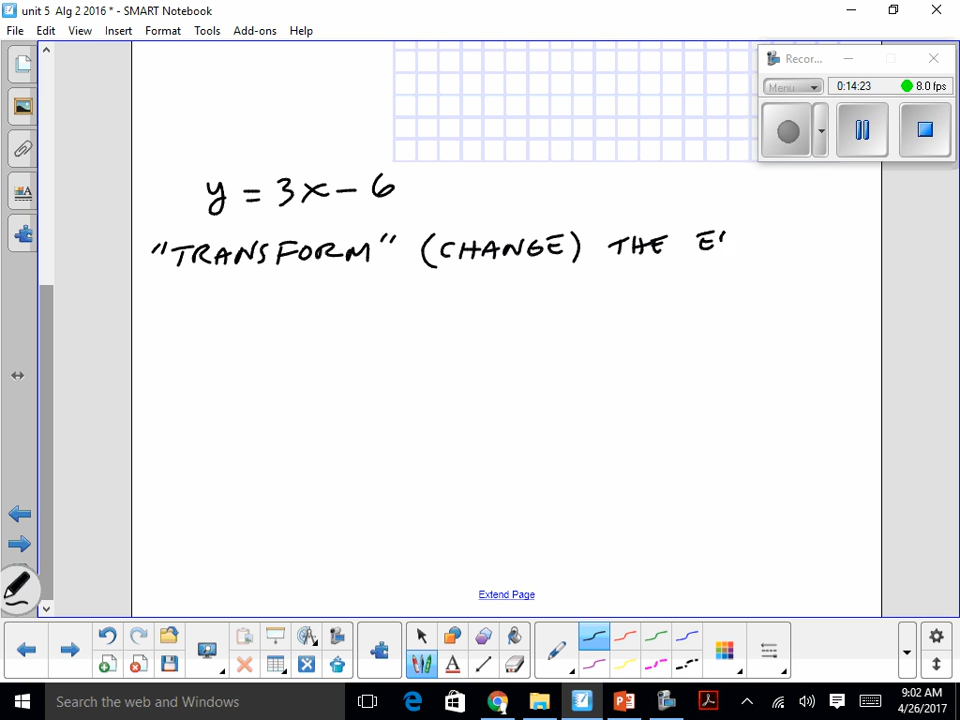 unit 5 Alg 2 2016 * - SMART Notebook
File Edit View Insert Format Tools Add-ons Help
Recor...
Menu 0:14:23 8.0 fps
y = 3x - 6
"TRANSFORM" (CHANGE) THE
Extend Page
Search the web and Windows
9:02 AM
4/26/2017